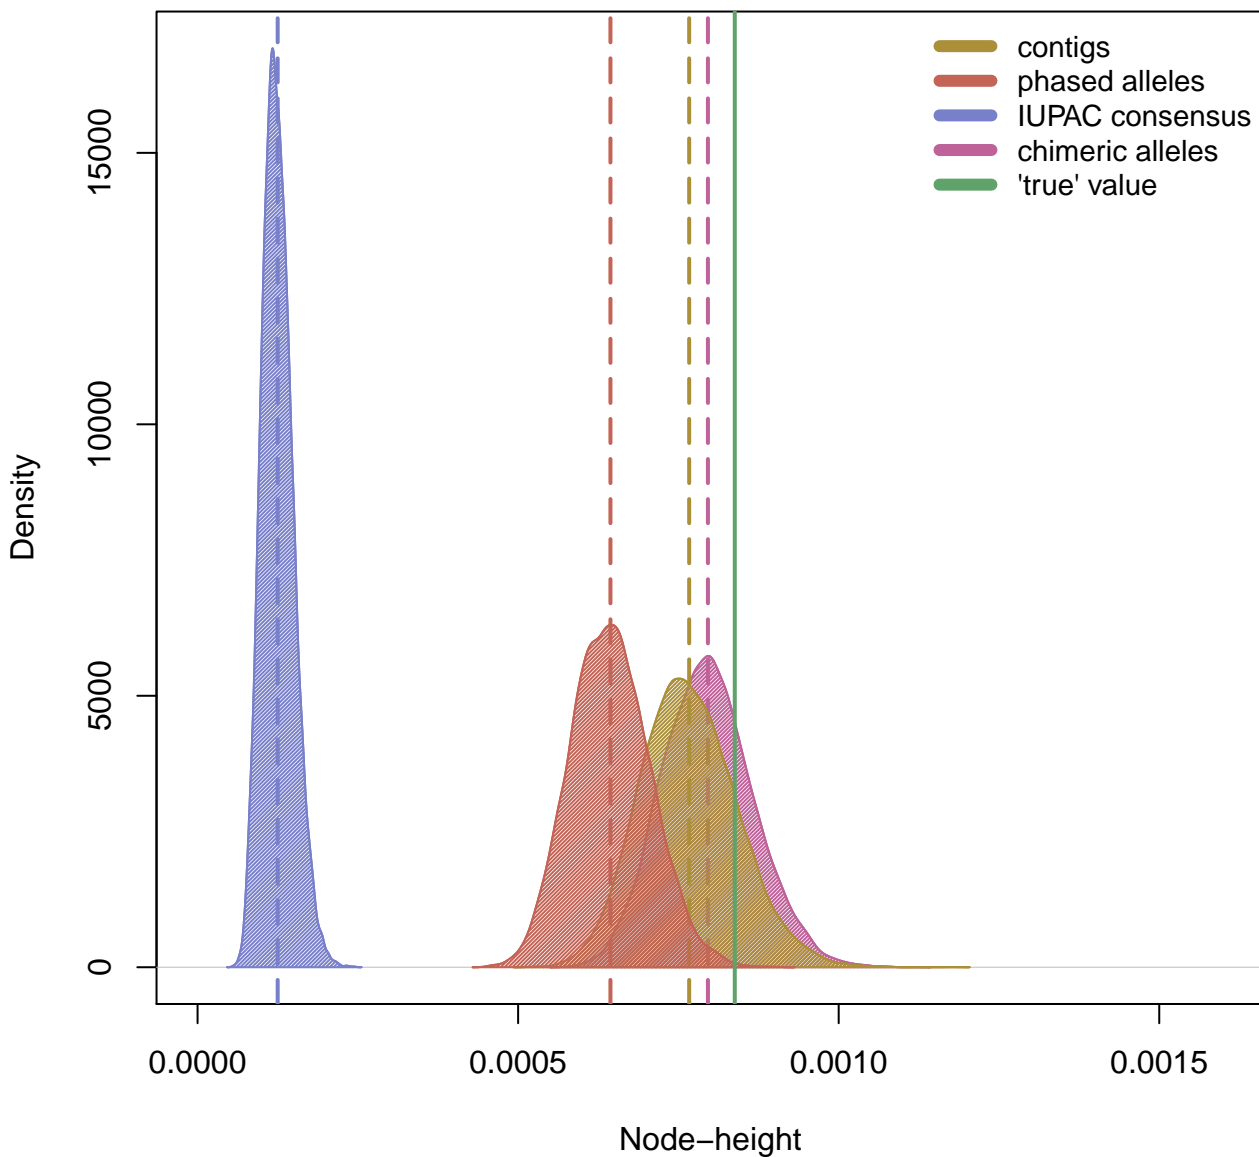 contigs
phased alleles
IUPAC consensus
chimeric alleles
'true' value
Density
15000
10000
5000
0
0.0000 0.0005 0.0010 0.0015
Node−height